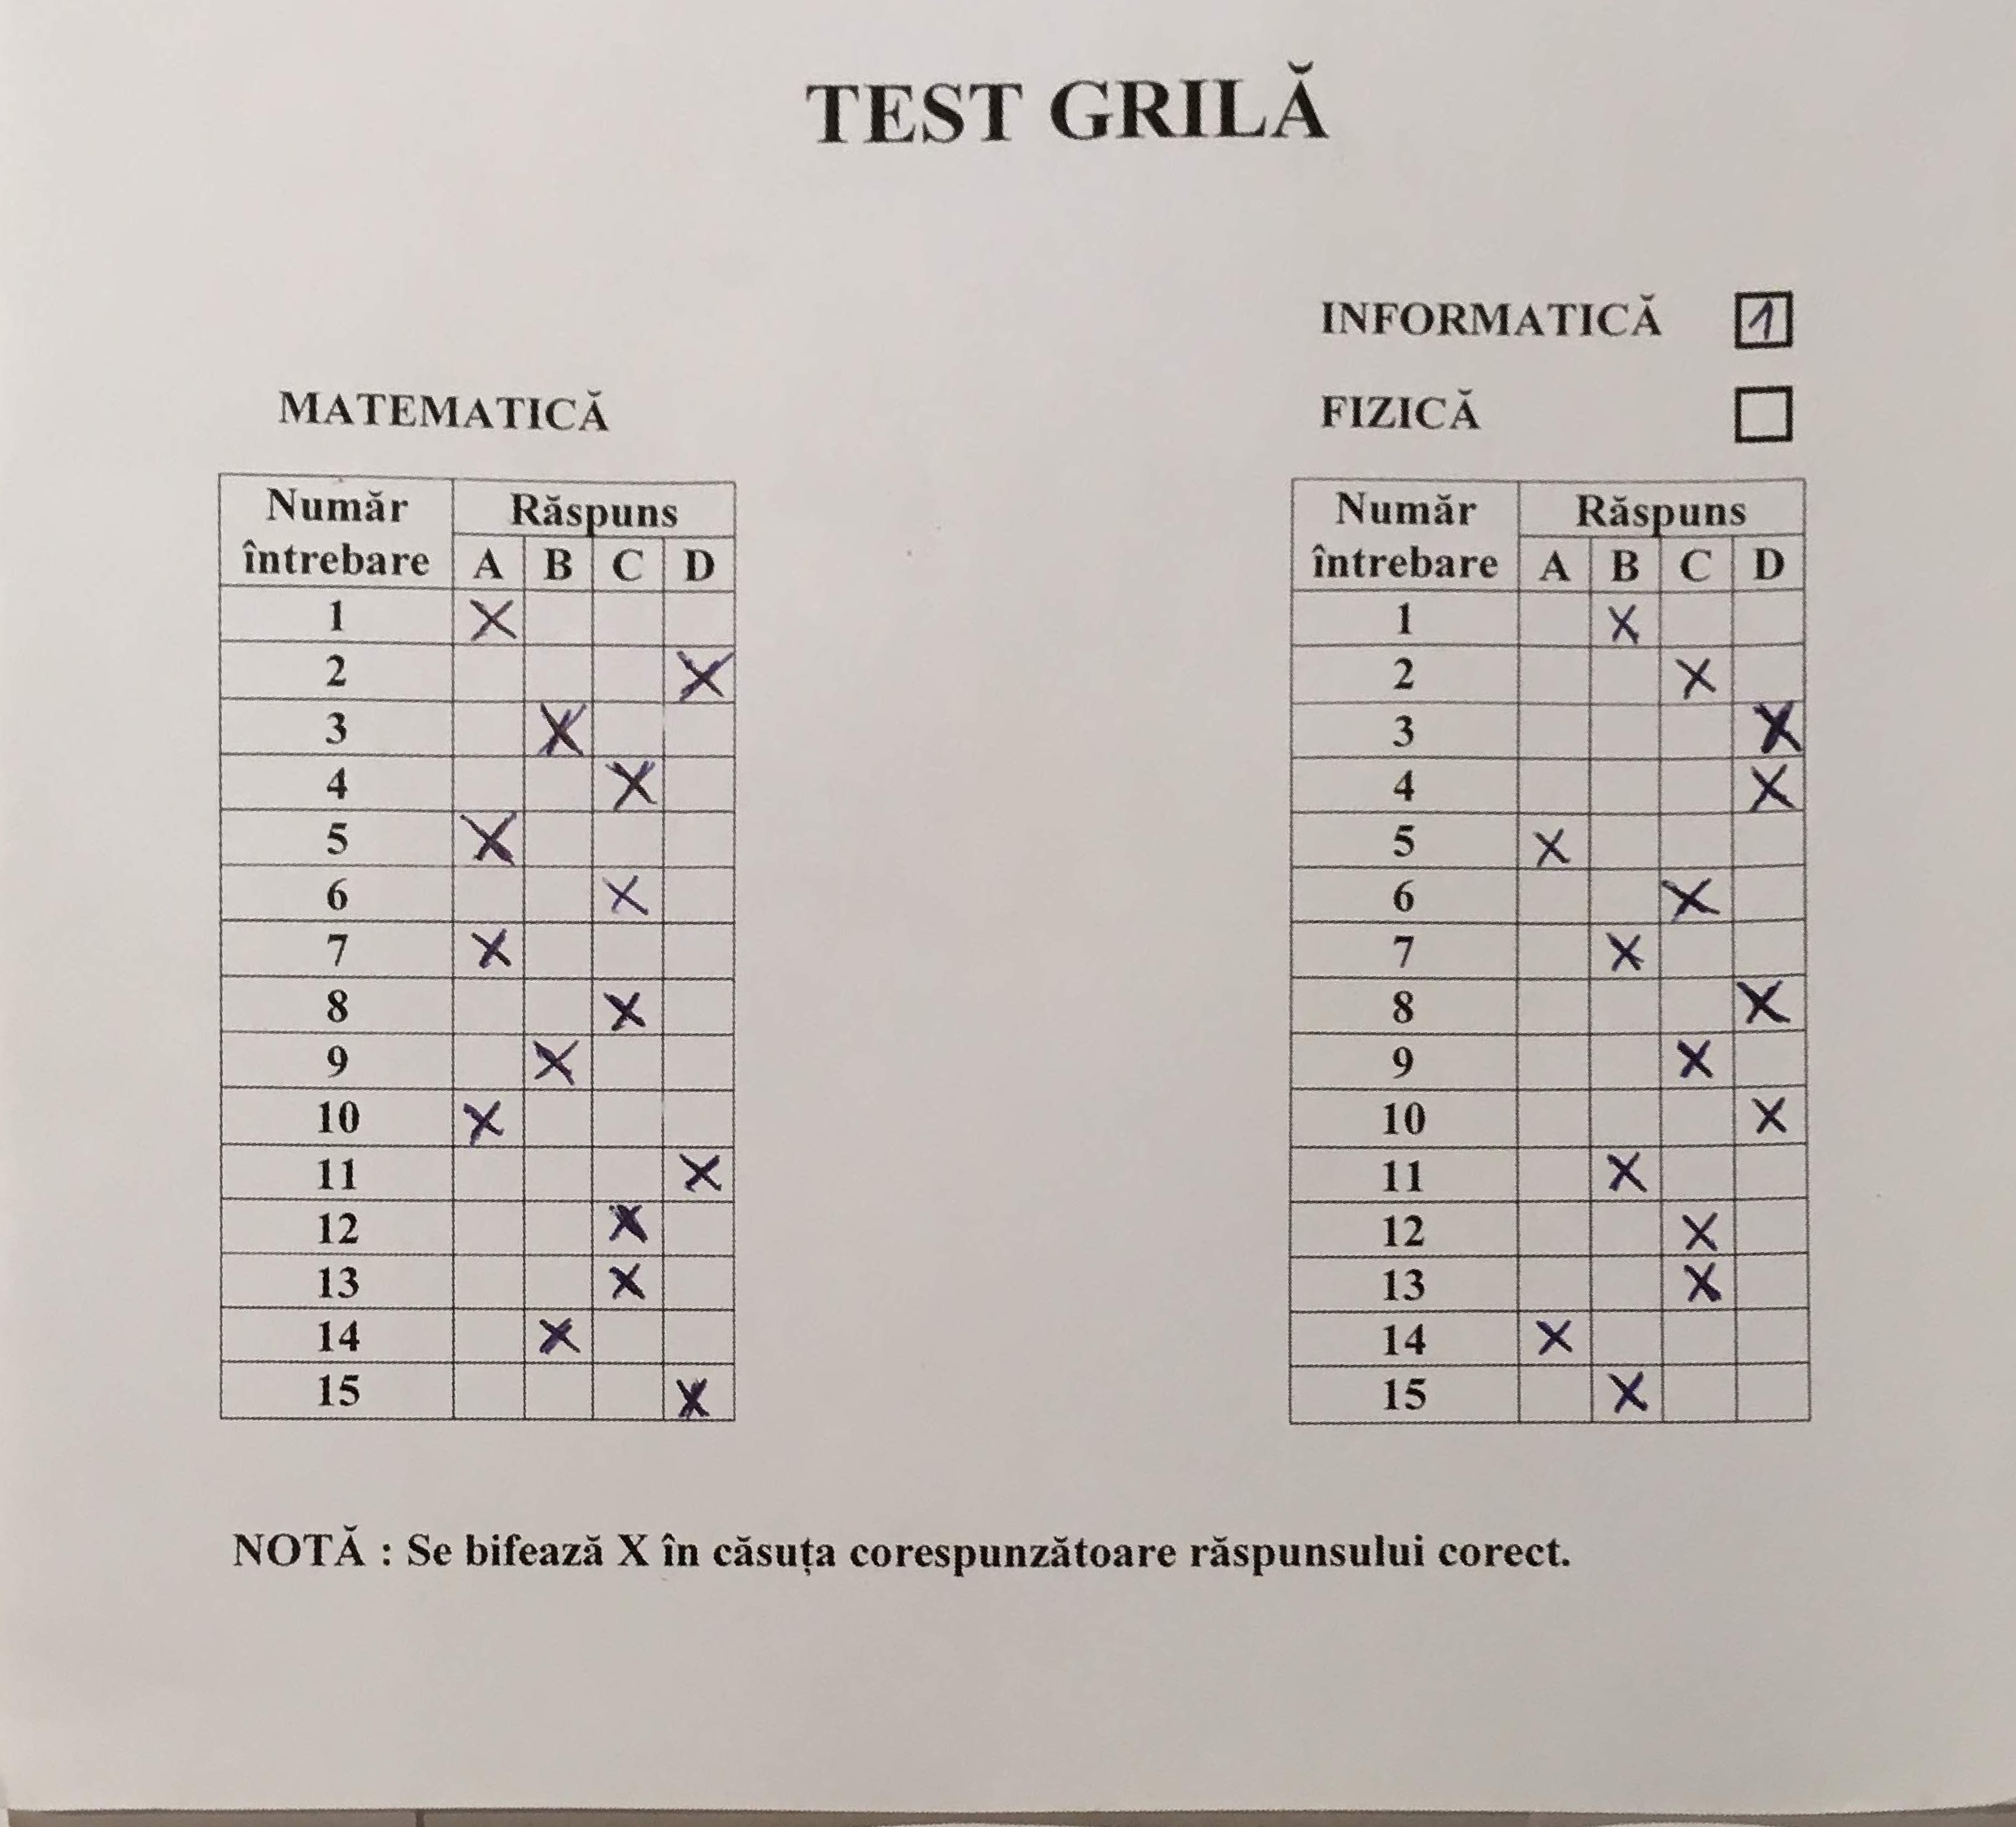 TEST GRILĂ
INFORMATICĂ 1
FIZICĂ
MATEMATICĂ
Număr întrebare Răspuns
A B C D
1 X
2 X
3 X
4 X
5 X
6 X
7 X
8 X
9 X
10 X
11 X
12 X
13 X
14 X
15 X
Număr întrebare Răspuns
A B C D
1 X
2 X
3 X
4 X
5 X
6 X
7 X
8 X
9 X
10 X
11 X
12 X
13 X
14 X
15 X
NOTĂ : Se bifează X în căsuța corespunzătoare răspunsului corect.